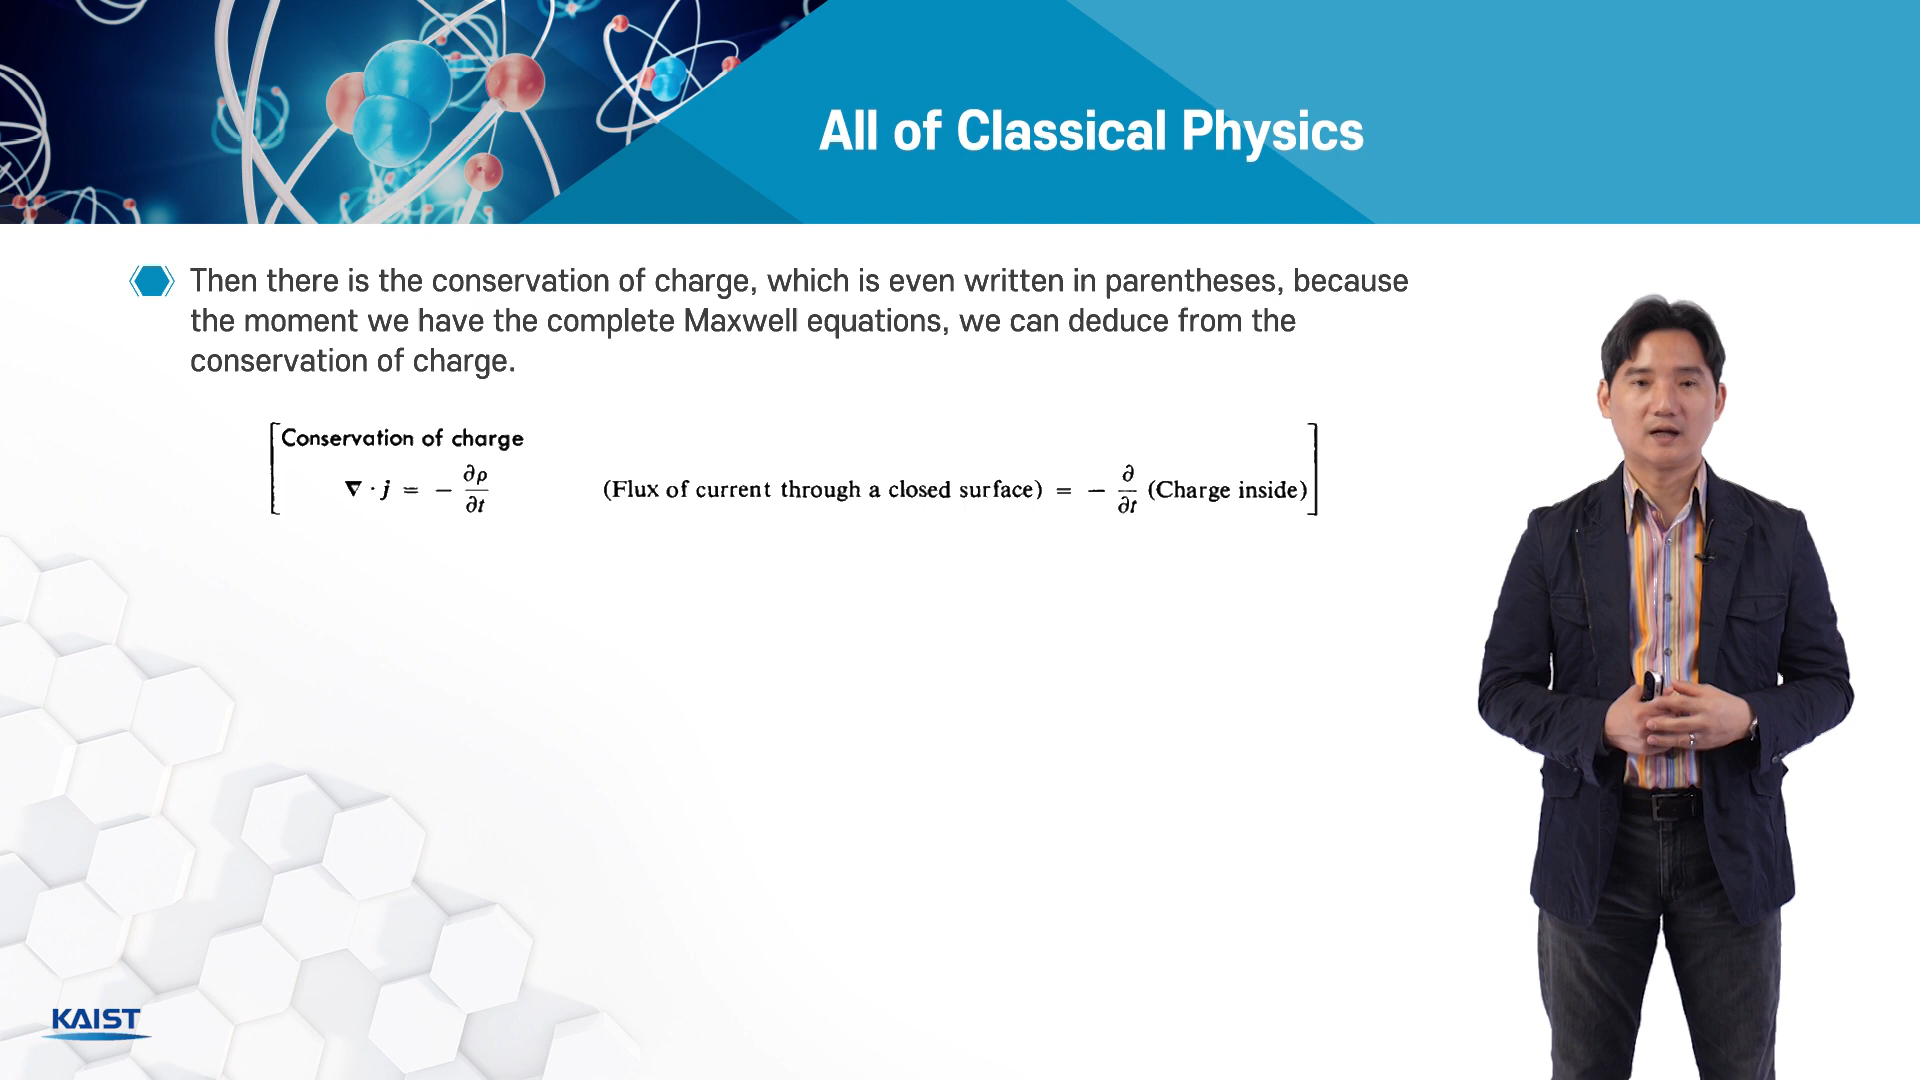 All of Classical Physics
Then there is the conservation of charge, which is even written in parentheses, because
the moment we have the complete Maxwell equations, we can deduce from the
conservation of charge.
Conservation of charge
∇ · j = − ∂ρ/∂t (Flux of current through a closed surface) = − ∂/∂t (Charge inside)
KAIST